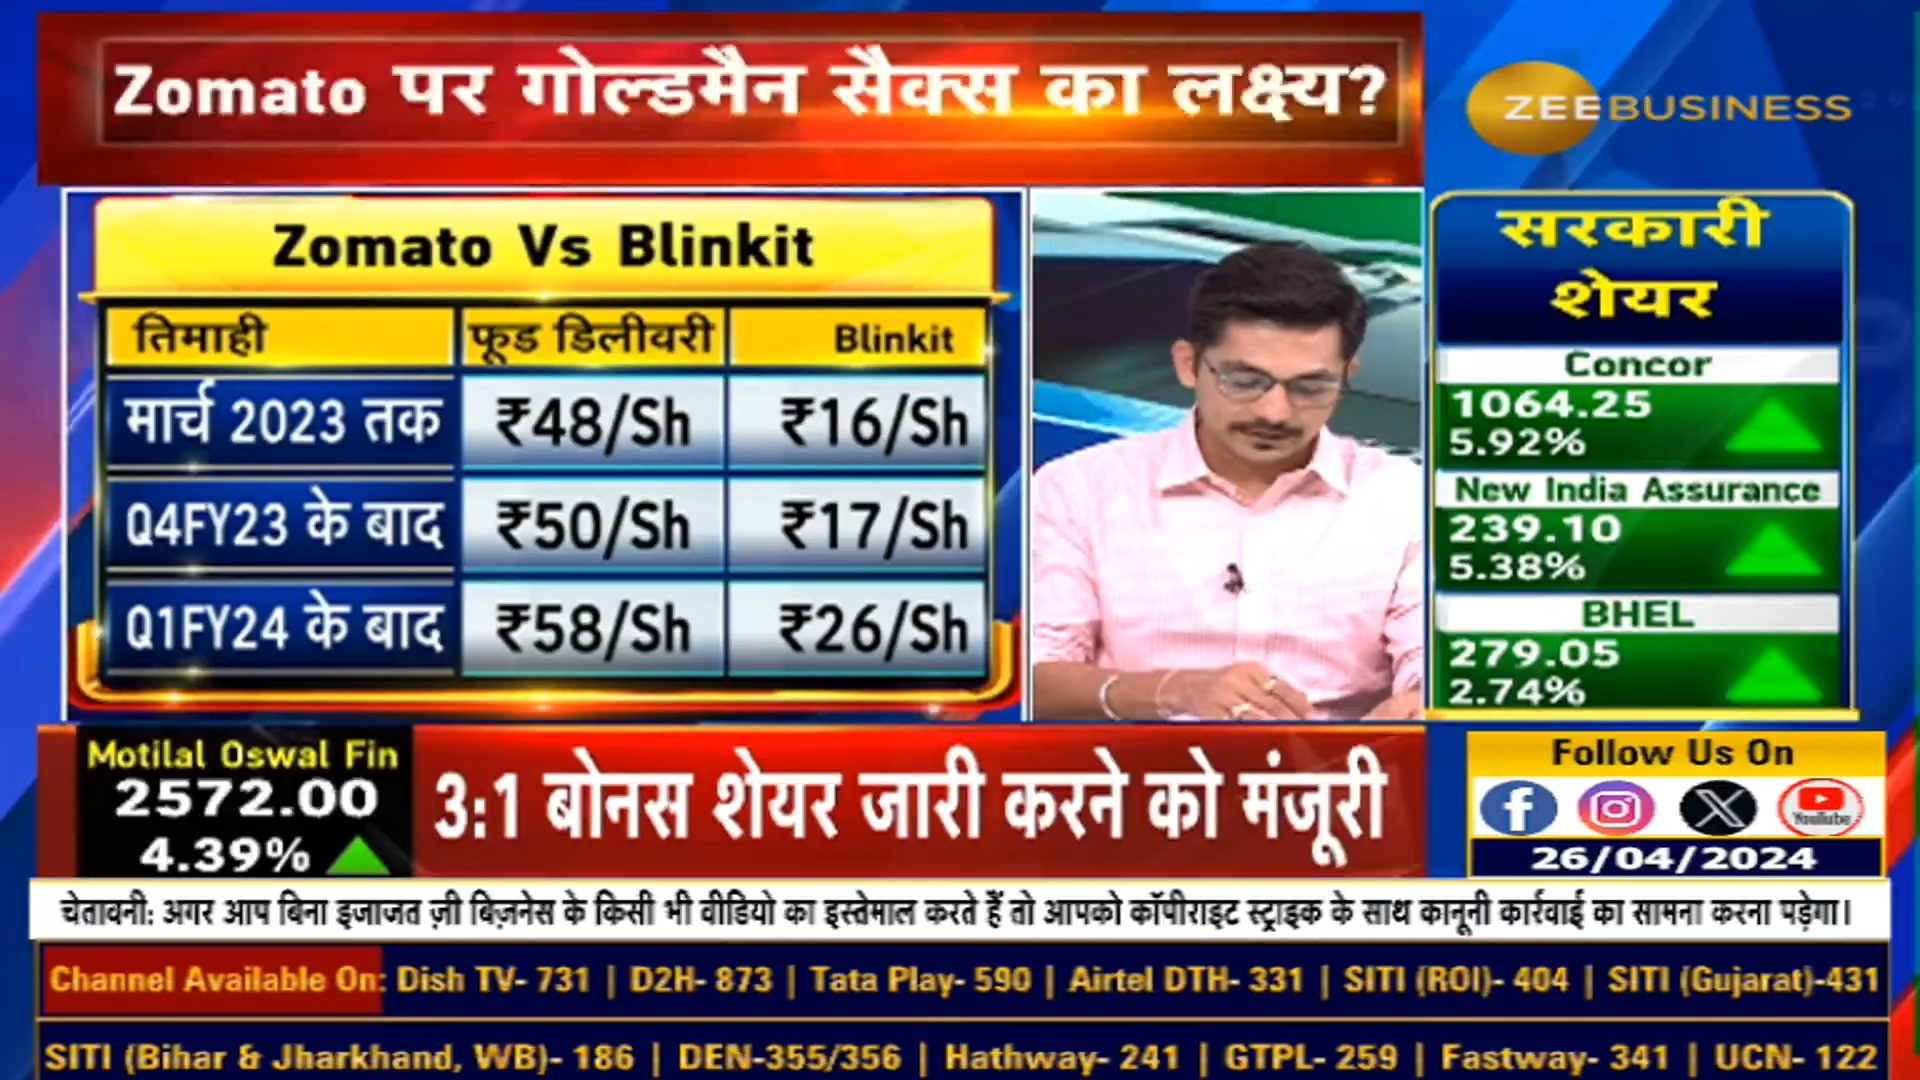 Zomato पर गोल्डमैन सैक्स का लक्ष्य?
ZEEBUSINESS
Zomato Vs Blinkit
तिमाही फूड डिलीवरी Blinkit
मार्च 2023 तक ₹48/Sh ₹16/Sh
Q4FY23 के बाद ₹50/Sh ₹17/Sh
Q1FY24 के बाद ₹58/Sh ₹26/Sh
सरकारी
शेयर
Concor
1064.25
5.92%
New India Assurance
239.10
5.38%
BHEL
279.05
2.74%
Motilal Oswal Fin
2572.00
4.39%
3:1 बोनस शेयर जारी करने को मंजूरी
Follow Us On
YouTube
26/04/2024
चेतावनी: अगर आप बिना इजाजत ज़ी बिज़नेस के किसी भी वीडियो का इस्तेमाल करते हैं तो आपको कॉपीराइट स्ट्राइक के साथ कानूनी कार्रवाई का सामना करना पड़ेगा।
Channel Available On: Dish TV- 731 | D2H- 873 | Tata Play- 590 | Airtel DTH- 331 | SITI (ROI)- 404 | SITI (Gujarat)-431
SITI (Bihar & Jharkhand, WB)- 186 | DEN-355/356 | Hathway- 241 | GTPL- 259 | Fastway- 341 | UCN- 122